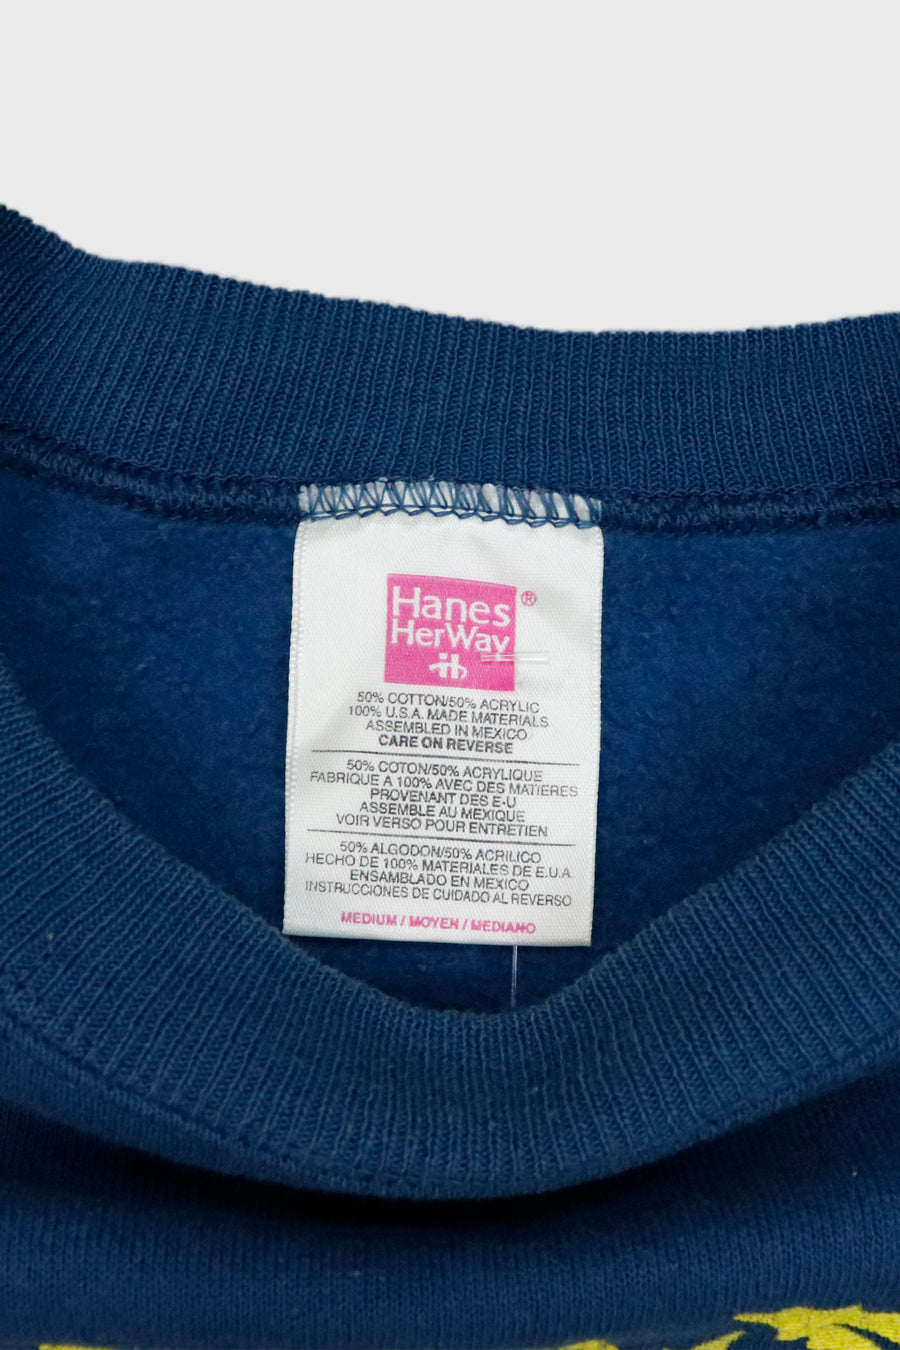 Hanes ®
HerWay
50% COTTON/50% ACRYLIC
100% U.S.A. MADE MATERIALS
ASSEMBLED IN MEXICO
CARE ON REVERSE
50% COTON/50% ACRYLIQUE
FABRIQUE A 100% AVEC DES MATIERES
PROVENANT DES E-U
ASSEMBLE AU MEXIQUE
VOIR VERSO POUR ENTRETIEN
50% ALGODON/50% ACRILICO
HECHO DE 100% MATERIALES DE E.U.A.
ENSAMBLADO EN MEXICO
INSTRUCCIONES DE CUIDADO AL REVERSO
MEDIUM / MOYEN / MEDIANO